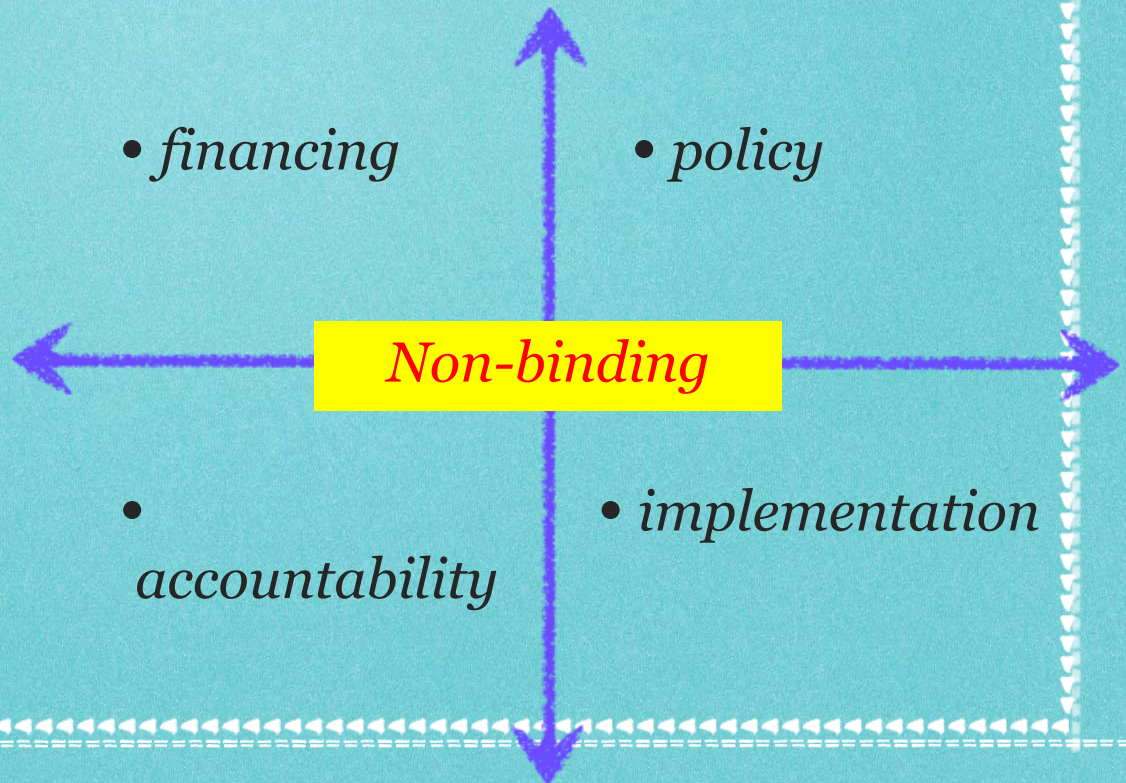 • financing
• policy
Non-binding
•
accountability
• implementation